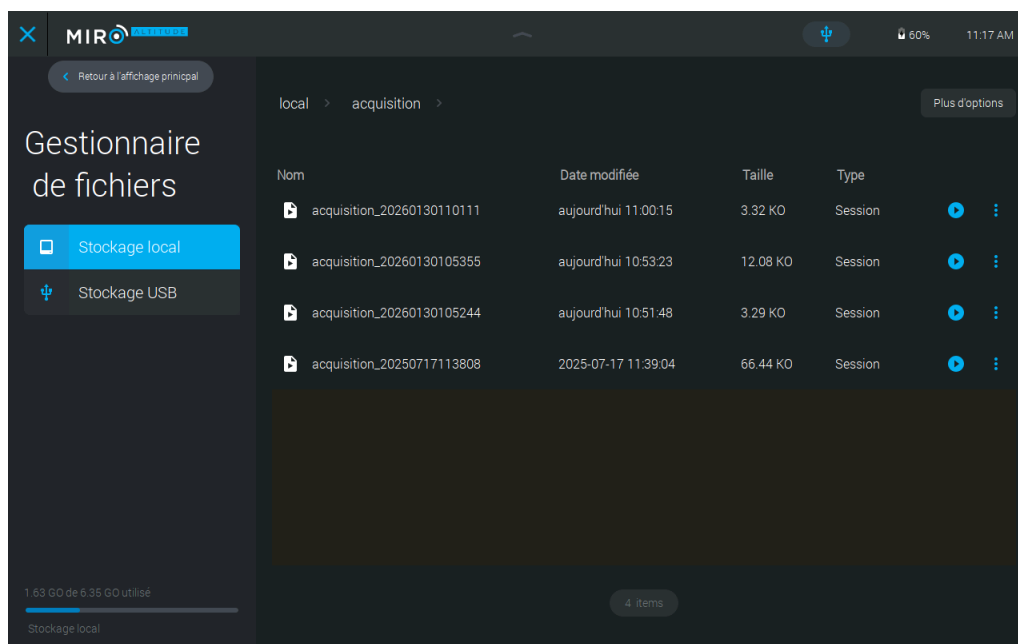 MIRO ALTITUDE
60%
11:17 AM
Retour à l'affichage prinicpal
local > acquisition >
Plus d'options
Gestionnaire
de fichiers
Nom Date modifiée Taille Type
acquisition_20260130110111 aujourd'hui 11:00:15 3.32 KO Session
Stockage local
acquisition_20260130105355 aujourd'hui 10:53:23 12.08 KO Session
Stockage USB
acquisition_20260130105244 aujourd'hui 10:51:48 3.29 KO Session
acquisition_20250717113808 2025-07-17 11:39:04 66.44 KO Session
1.63 GO de 6.35 GO utilisé
4 items
Stockage local